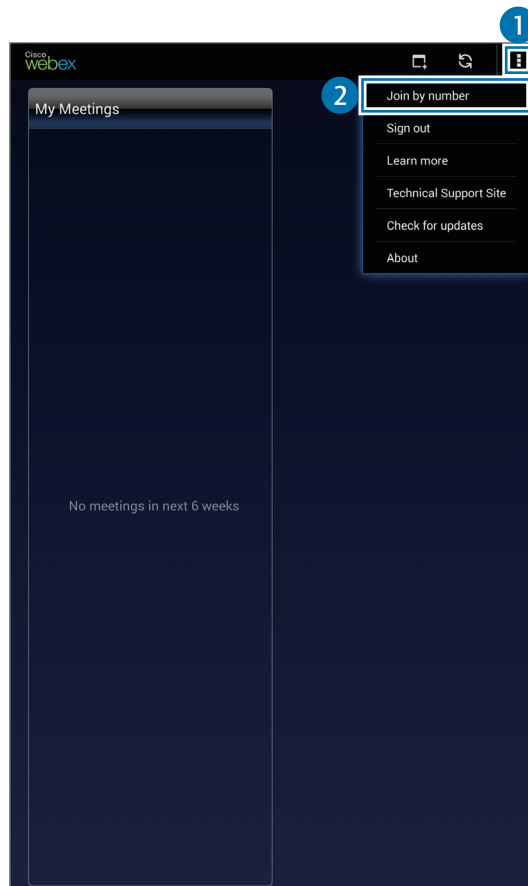 1
Cisco
webex
2
My Meetings
Join by number
Sign out
Learn more
Technical Support Site
Check for updates
About
No meetings in next 6 weeks